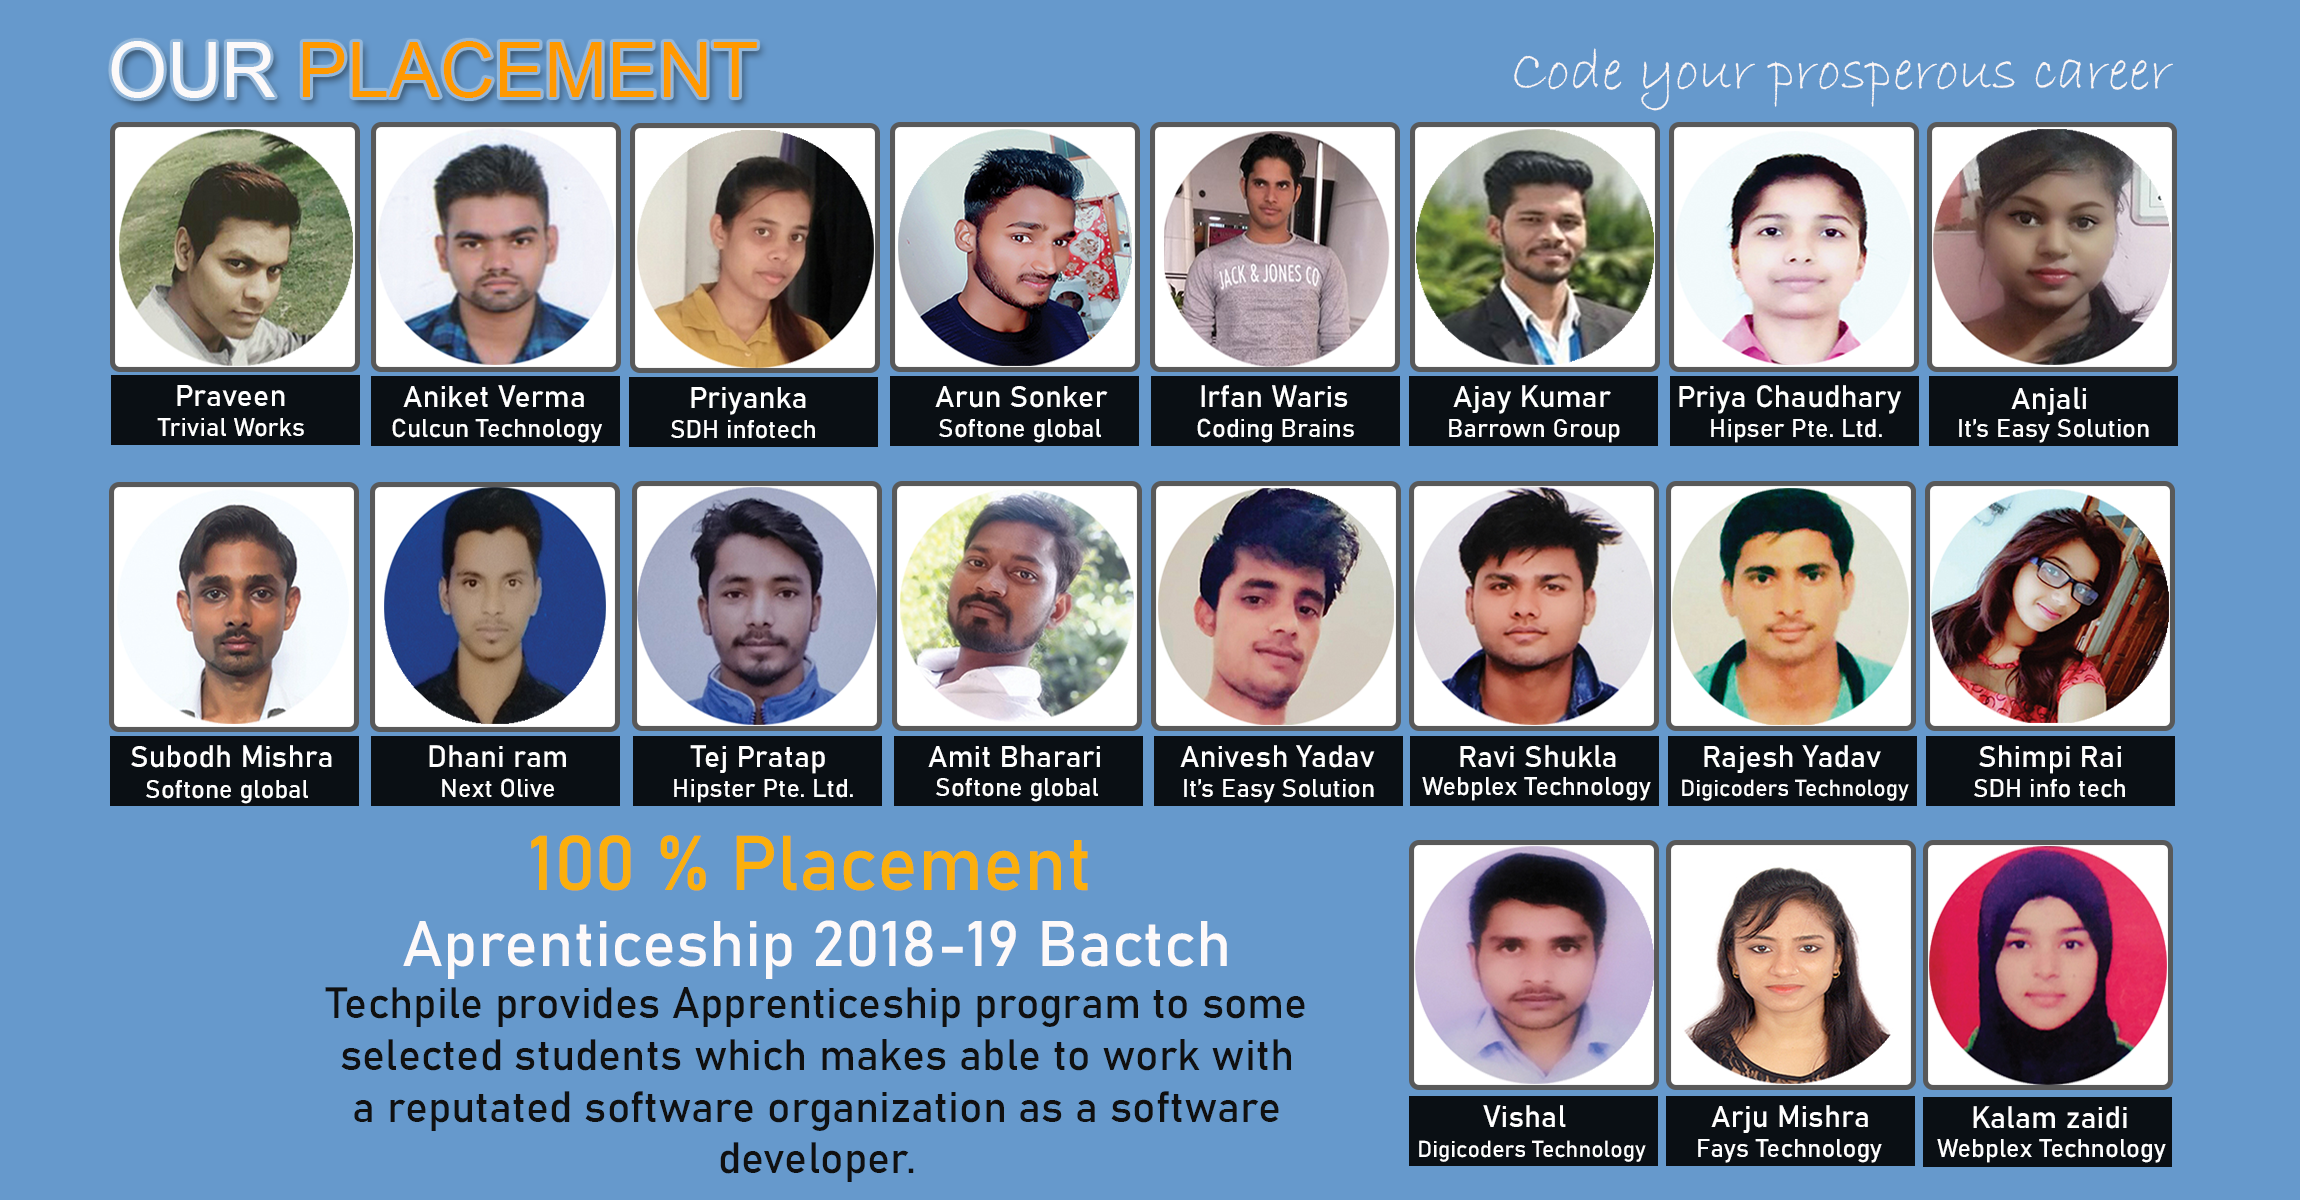 OUR PLACEMENT
Code your prosperous career
JACK & JONES CO
Praveen
Trivial Works
Aniket Verma
Culcun Technology
Priyanka
SDH infotech
Arun Sonker
Softone global
Irfan Waris
Coding Brains
Ajay Kumar
Barrown Group
Priya Chaudhary
Hipser Pte. Ltd.
Anjali
It's Easy Solution
Subodh Mishra
Softone global
Dhani ram
Next Olive
Tej Pratap
Hipster Pte. Ltd.
Amit Bharari
Softone global
Anivesh Yadav
It's Easy Solution
Ravi Shukla
Webplex Technology
Rajesh Yadav
Digicoders Technology
Shimpi Rai
SDH info tech
100 % Placement
Aprenticeship 2018-19 Bactch
Techpile provides Apprenticeship program to some
selected students which makes able to work with
a reputated software organization as a software
developer.
Vishal
Digicoders Technology
Arju Mishra
Fays Technology
Kalam zaidi
Webplex Technology